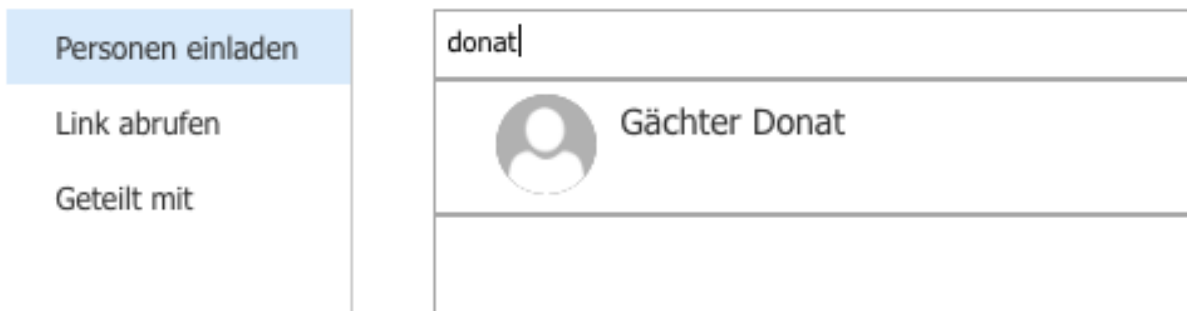 Personen einladen
Link abrufen
Geteilt mit
donat
Gächter Donat